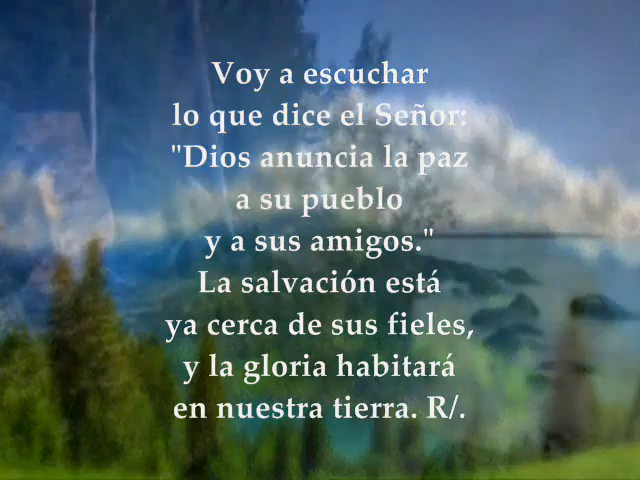 Voy a escuchar
lo que dice el Señor:
"Dios anuncia la paz
a su pueblo
y a sus amigos."
La salvación está
ya cerca de sus fieles,
y la gloria habitará
en nuestra tierra. R/.